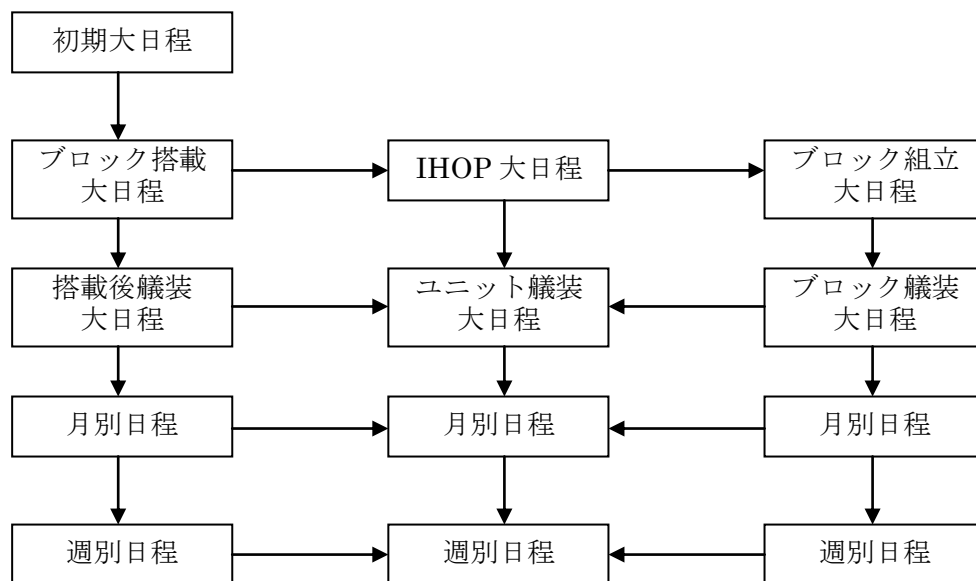 初期大日程
ブロック搭載
大日程
IHOP 大日程
ブロック組立
大日程
搭載後艤装
大日程
ユニット艤装
大日程
ブロック艤装
大日程
月別日程
月別日程
月別日程
週別日程
週別日程
週別日程